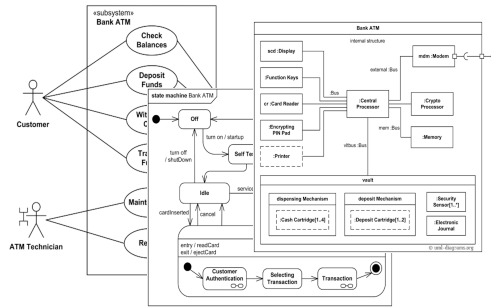 «subsystem»
Bank ATM
Check
Balances
Deposit
Funds
Customer
ATM Technician
state machine Bank ATM
Off
turn on / startup
turn off
/ shutDown
Idle
cardInserted
cancel
entry / readCard
exit / ejectCard
Customer
Authentication
Selecting
Transaction
Transaction
Bank ATM
internal structure
scd :Display
:Function Keys
cr :Card Reader
:Encrypting
PIN Pad
:Printer
:Bus
:Central
Processor
external :Bus
mdm :Modem
:Crypto
Processor
mem :Bus
:Memory
vltbus :Bus
vault
dispensing Mechanism
:Cash Cartridge[1..4]
deposit Mechanism
:Deposit Cartridge[1..2]
:Security
Sensor[1..*]
:Electronic
Journal
© uml-diagrams.org